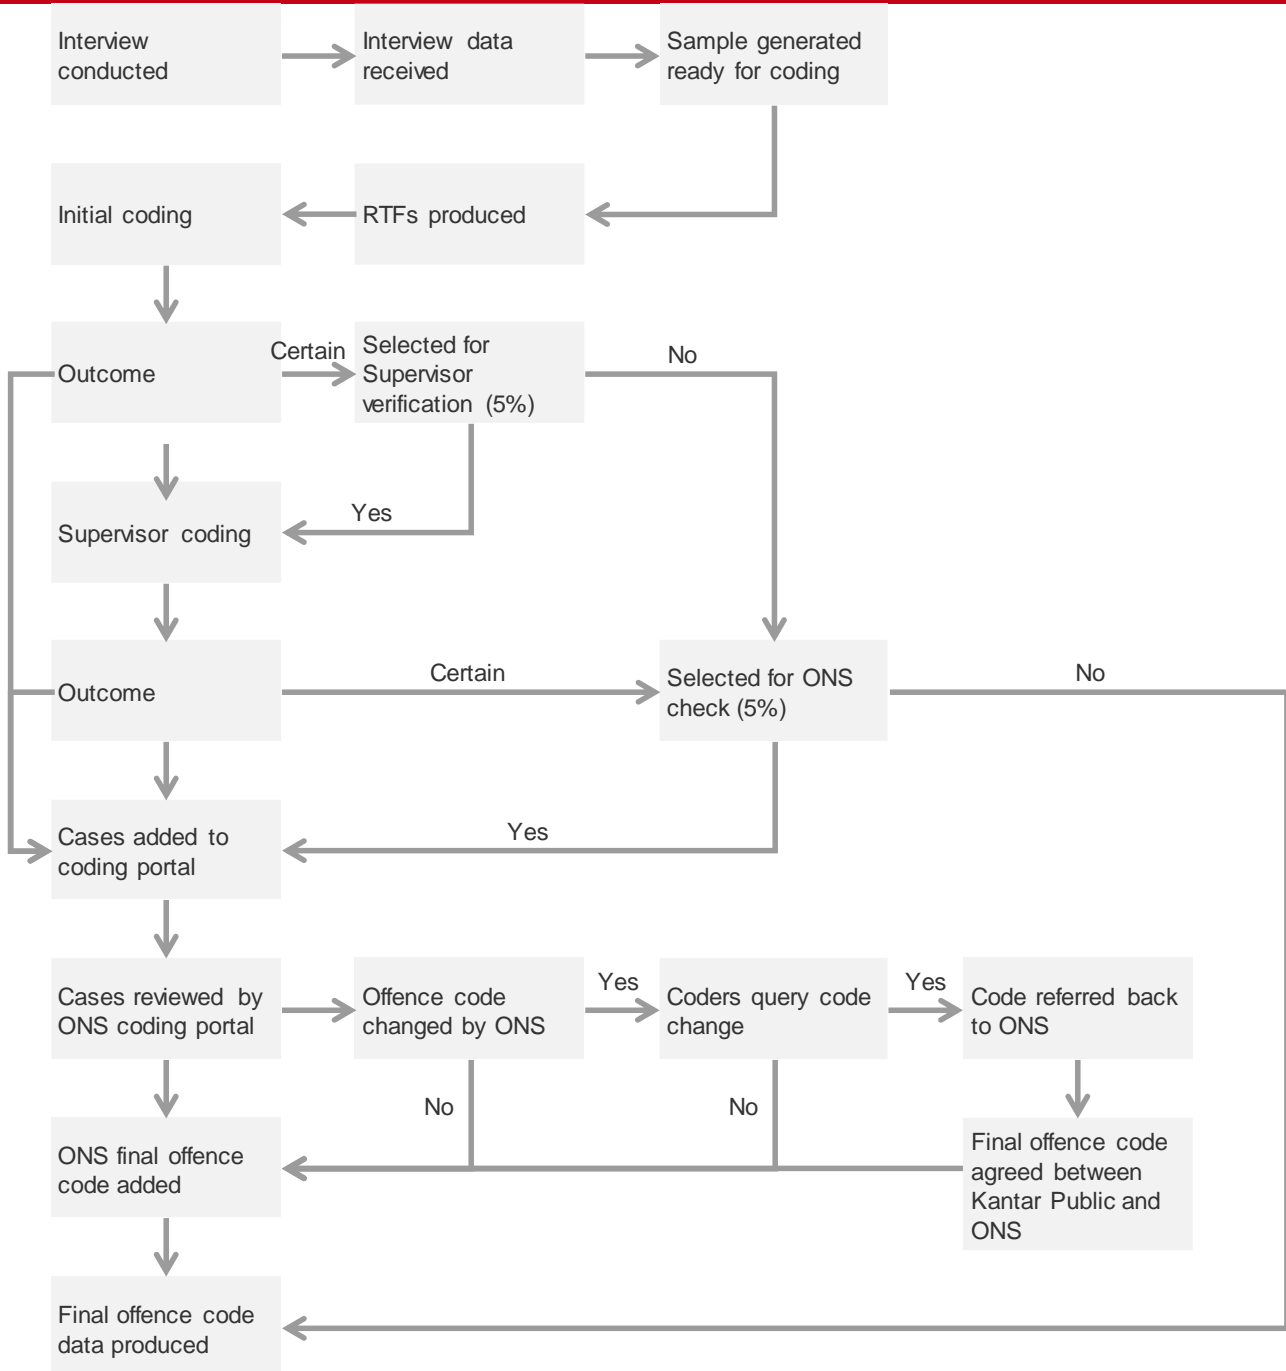 Interview
conducted
Interview data
received
Sample generated
ready for coding
Initial coding
RTFs produced
Outcome
Certain
Selected for
Supervisor
verification (5%)
No
Supervisor coding
Yes
Outcome
Certain
Selected for ONS
check (5%)
No
Cases added to
coding portal
Yes
Cases reviewed by
ONS coding portal
Offence code
changed by ONS
Yes
Coders query code
change
Yes
Code referred back
to ONS
No
No
ONS final offence
code added
Final offence code
agreed between
Kantar Public and
ONS
Final offence code
data produced